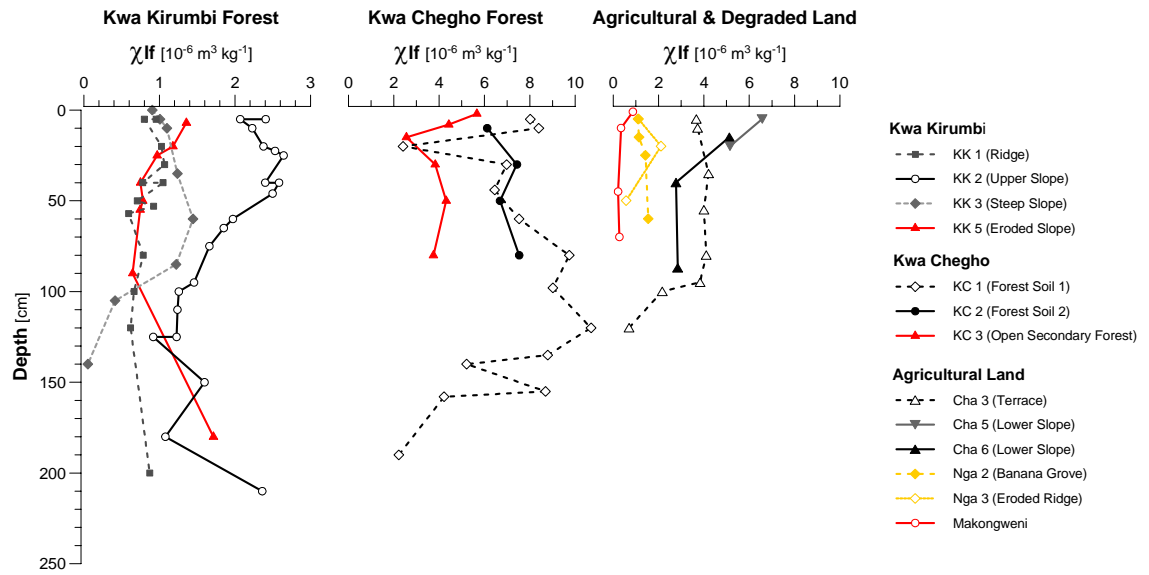 Kwa Kirumbi Forest
Kwa Chegho Forest
Agricultural & Degraded Land
χlf [10⁻⁶ m³ kg⁻¹]
χlf [10⁻⁶ m³ kg⁻¹]
χlf [10⁻⁶ m³ kg⁻¹]
0 1 2 3
0 2 4 6 8 10
0 2 4 6 8 10
Depth [cm]
0
50
100
150
200
250
Kwa Kirumbi
KK 1 (Ridge)
KK 2 (Upper Slope)
KK 3 (Steep Slope)
KK 5 (Eroded Slope)
Kwa Chegho
KC 1 (Forest Soil 1)
KC 2 (Forest Soil 2)
KC 3 (Open Secondary Forest)
Agricultural Land
Cha 3 (Terrace)
Cha 5 (Lower Slope)
Cha 6 (Lower Slope)
Nga 2 (Banana Grove)
Nga 3 (Eroded Ridge)
Makongweni